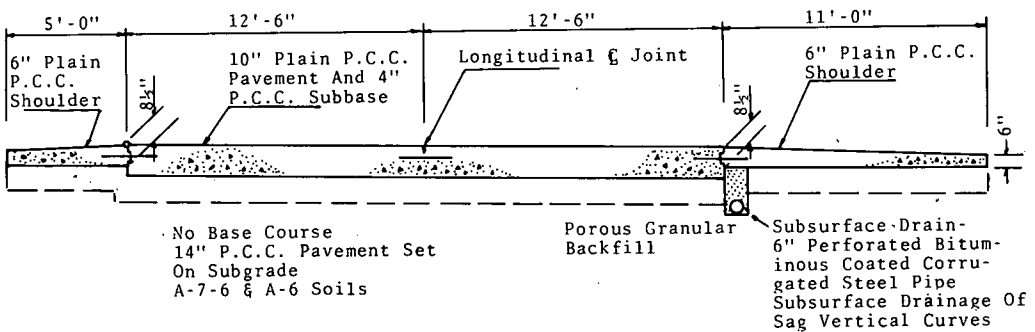 5'-0"
12'-6"
12'-6"
11'-0"
6" Plain
P.C.C.
Shoulder
8½"
10" Plain P.C.C.
Pavement And 4"
P.C.C. Subbase
Longitudinal ℄ Joint
8½"
6" Plain P.C.C.
Shoulder
6"
No Base Course
14" P.C.C. Pavement Set
On Subgrade
A-7-6 & A-6 Soils
Porous Granular
Backfill
Subsurface Drain-
6" Perforated Bitum-
inous Coated Corru-
gated Steel Pipe
Subsurface Drainage Of
Sag Vertical Curves